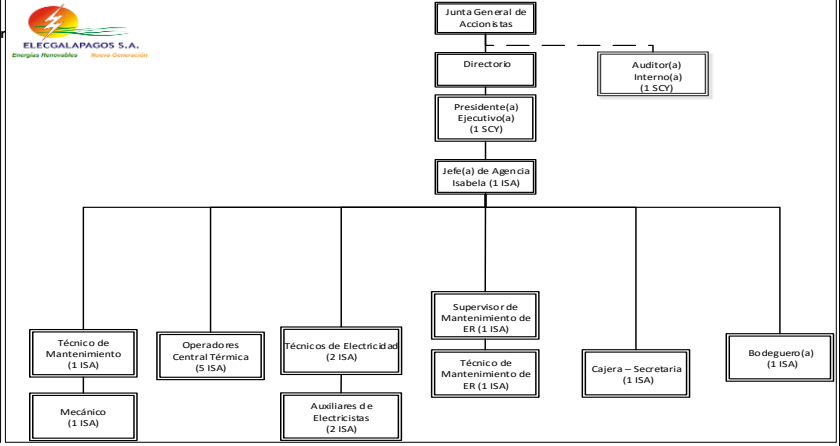 r
ELECGALAPAGOS S.A.
Energías Renovables Nueva Generación
Junta General de
Accionistas
Directorio
Auditor(a)
Interno(a)
(1 SCY)
Presidente(a)
Ejecutivo(a)
(1 SCY)
Jefe(a) de Agencia
Isabela (1 ISA)
Técnico de
Mantenimiento
(1 ISA)
Mecánico
(1 ISA)
Operadores
Central Térmica
(5 ISA)
Técnicos de Electricidad
(2 ISA)
Auxiliares de
Electricistas
(2 ISA)
Supervisor de
Mantenimiento de
ER (1 ISA)
Técnico de
Mantenimiento de
ER (1 ISA)
Cajera – Secretaria
(1 ISA)
Bodeguero(a)
(1 ISA)